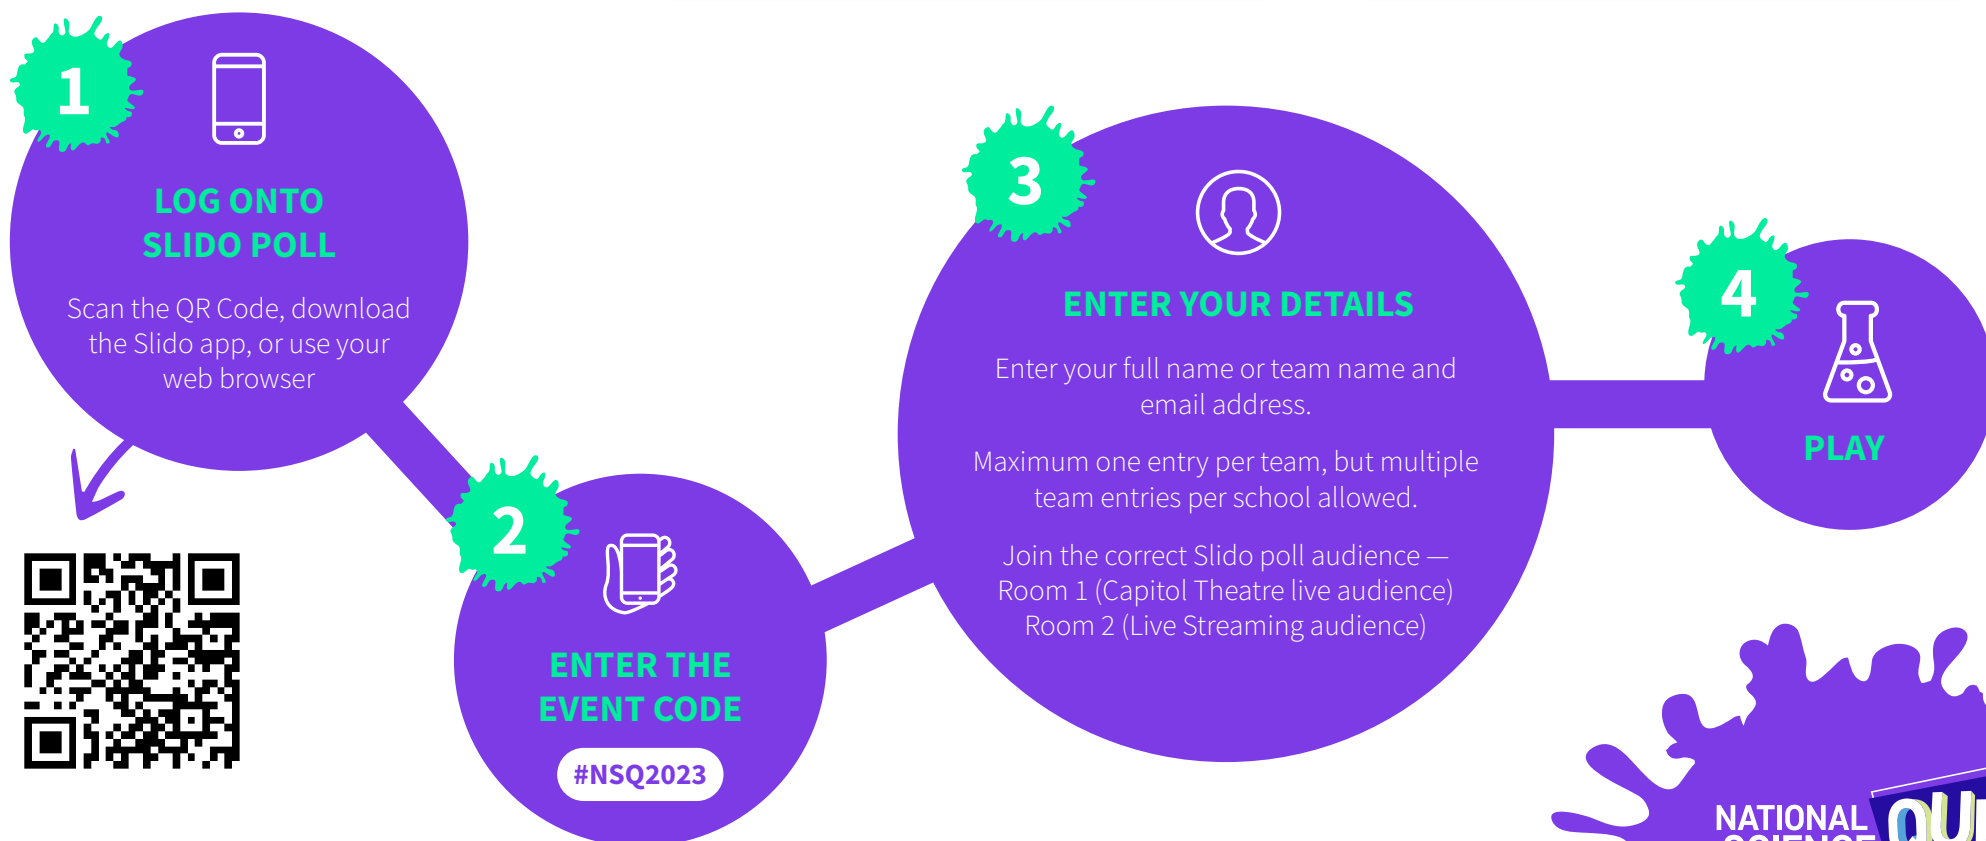 1
LOG ONTO
SLIDO POLL
Scan the QR Code, download
the Slido app, or use your
web browser
2
ENTER THE
EVENT CODE
#NSQ2023
3
ENTER YOUR DETAILS
Enter your full name or team name and
email address.
Maximum one entry per team, but multiple
team entries per school allowed.
Join the correct Slido poll audience —
Room 1 (Capitol Theatre live audience)
Room 2 (Live Streaming audience)
4
PLAY
NATIONAL
SCIENCE